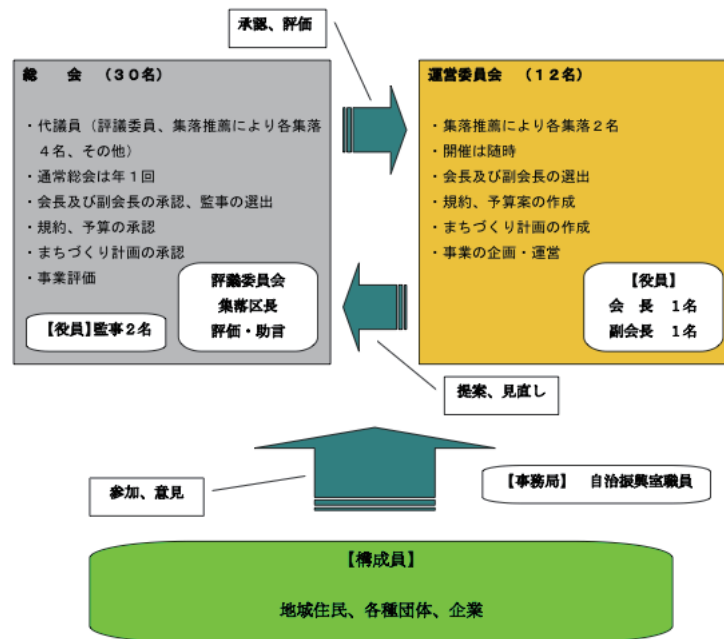 承認、評価
総　会　（３０名）
・代議員（評議委員、集落推薦により各集落
４名、その他）
・通常総会は年１回
・会長及び副会長の承認、監事の選出
・規約、予算の承認
・まちづくり計画の承認
・事業評価
【役員】監事２名
評議委員会
集落区長
評価・助言
運営委員会　（１２名）
・集落推薦により各集落２名
・開催は随時
・会長及び副会長の選出
・規約、予算案の作成
・まちづくり計画の作成
・事業の企画・運営
【役員】
会　長　１名
副会長　１名
提案、見直し
参加、意見
【事務局】　自治振興室職員
【構成員】
地域住民、各種団体、企業